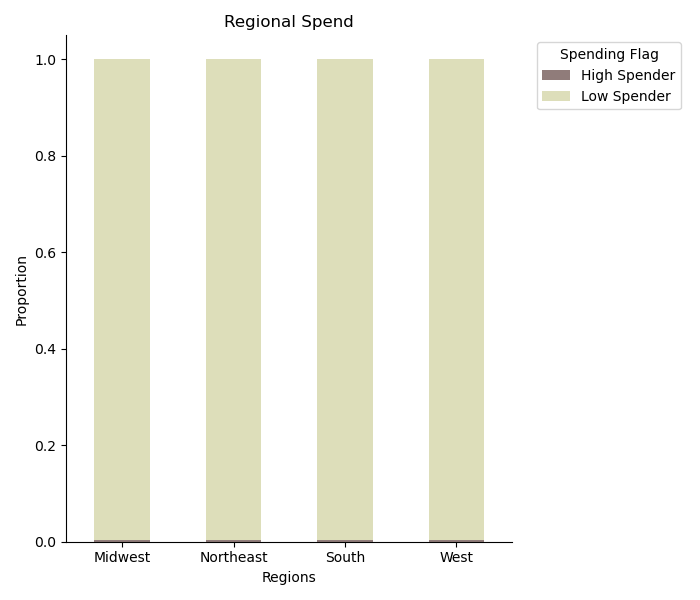 Regional Spend
Spending Flag
High Spender
Low Spender
1.0
0.8
0.6
0.4
0.2
0.0
Proportion
Midwest
Northeast
South
West
Regions